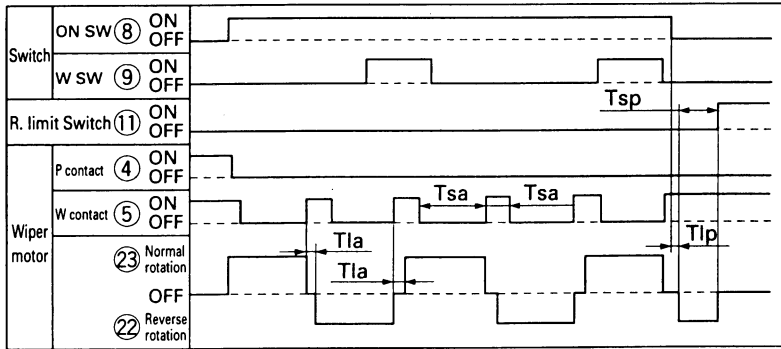 Switch
ON SW ⑧ ON
OFF
W SW ⑨ ON
OFF
R. limit Switch ⑪ ON
OFF
Tsp
Wiper
motor
P contact ④ ON
OFF
W contact ⑤ ON
OFF
Tsa
Tsa
㉓ Normal
rotation
OFF
㉒ Reverse
rotation
Tla
Tla
Tlp